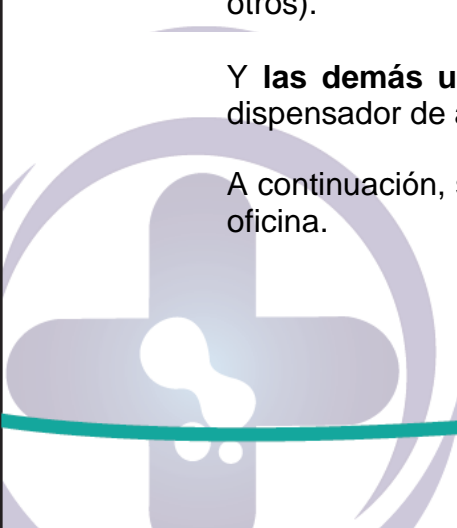 otros).
Y las demás u
dispensador de a
A continuación, s
oficina.